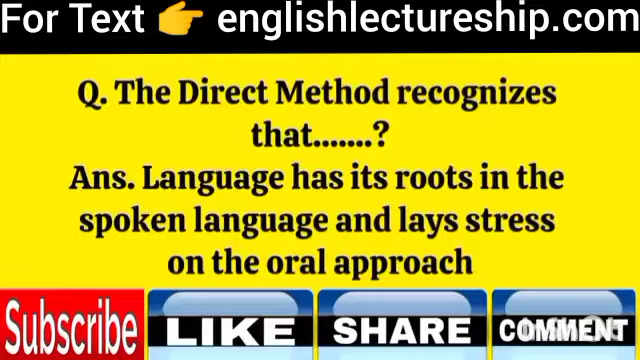 For Text 👉 englishlectureship.com
Q. The Direct Method recognizes
that.......?
Ans. Language has its roots in the
spoken language and lays stress
on the oral approach
Subscribe LIKE SHARE COMMENT